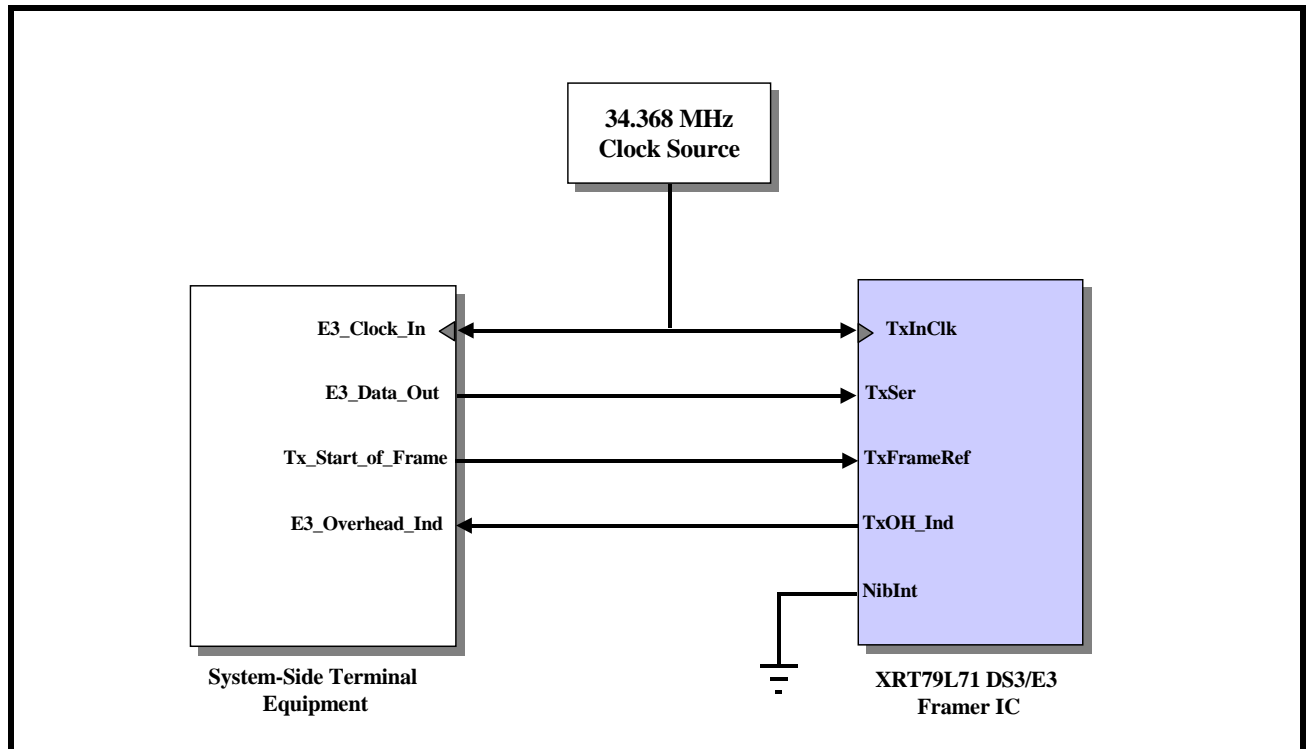 34.368 MHz
Clock Source
E3_Clock_In
TxInClk
E3_Data_Out
TxSer
Tx_Start_of_Frame
TxFrameRef
E3_Overhead_Ind
TxOH_Ind
NibInt
System-Side Terminal
Equipment
XRT79L71 DS3/E3
Framer IC